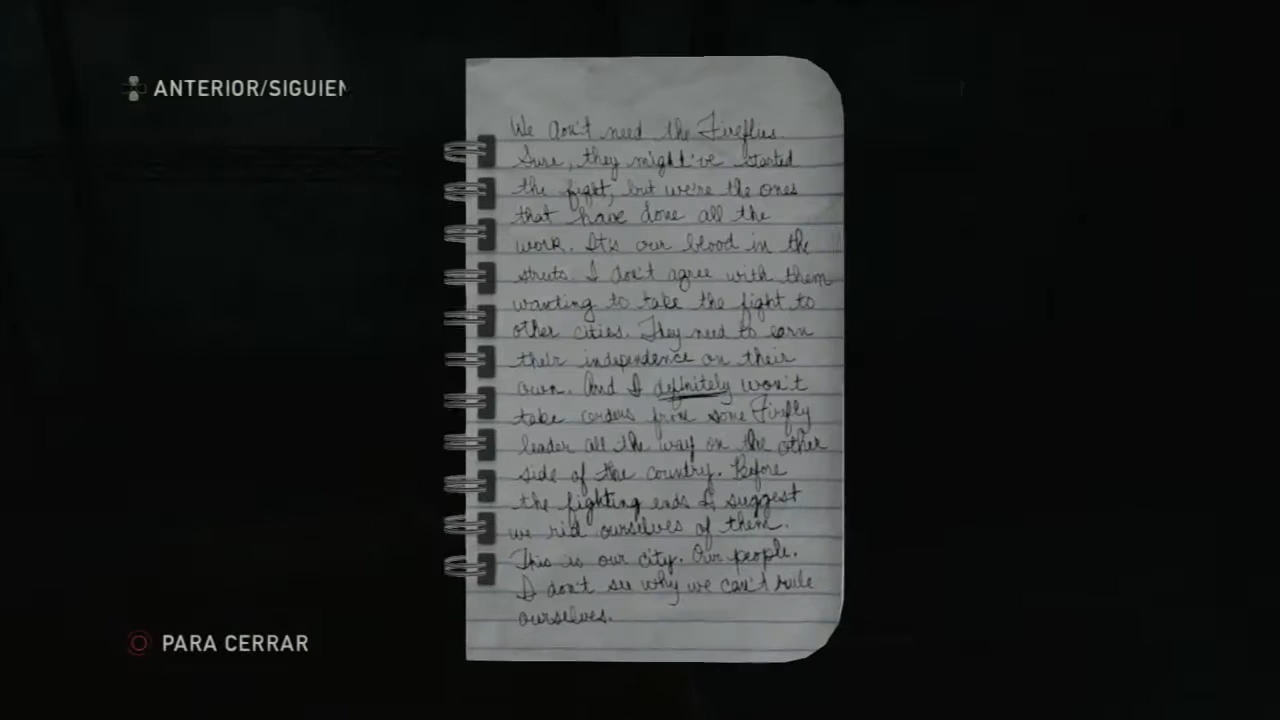 ANTERIOR/SIGUIEN
We don't need the Fireflies.
Sure, they might've started
the fight, but we're the ones
that have done all the
work. It's our blood in the
streets. I don't agree with them
wanting to take the fight to
other cities. They need to earn
their independence on their
own. And I definitely won't
take orders from some Firefly
leader all the way on the other
side of the country. Before
the fighting ends I suggest
we rid ourselves of them.
This is our city. Our people.
I don't see why we can't rule
ourselves.
PARA CERRAR